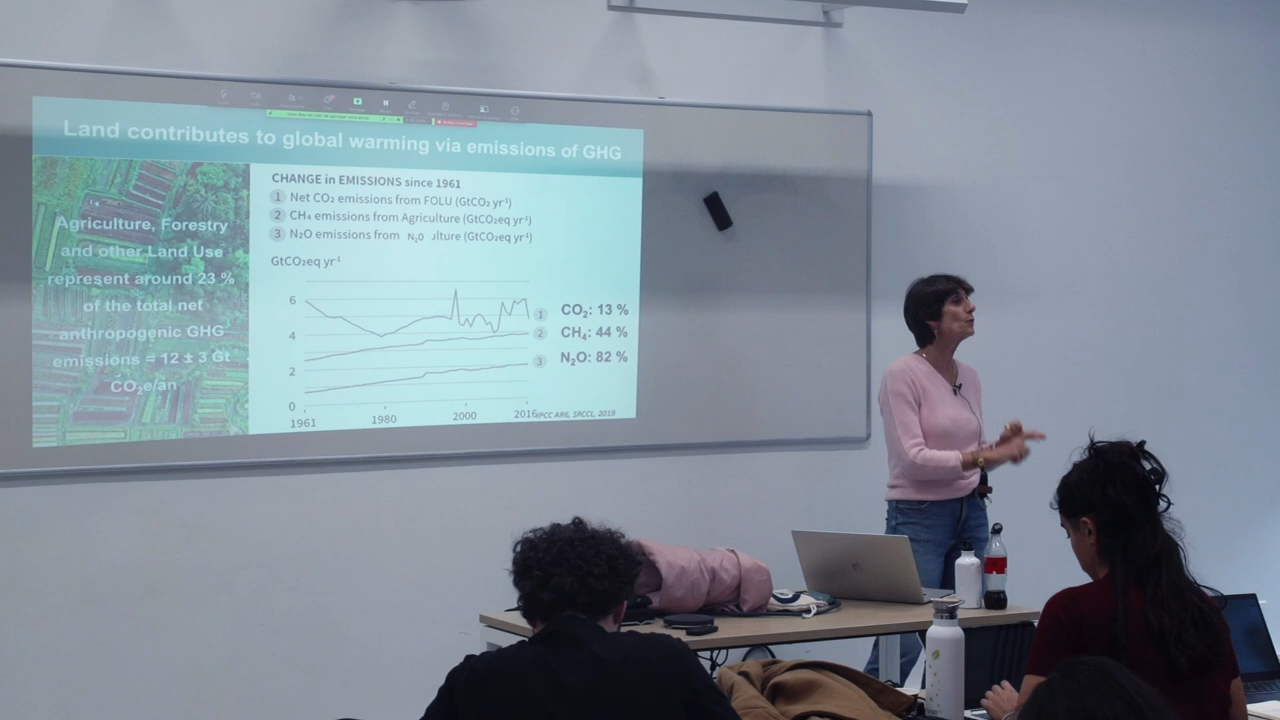 Land contributes to global warming via emissions of GHG
Agriculture, Forestry
and other Land Use
represent around 23 %
of the total net
anthropogenic GHG
emissions = 12 ± 3 Gt
CO₂e/an
CHANGE in EMISSIONS since 1961
1 Net CO₂ emissions from FOLU (GtCO₂ yr⁻¹)
2 CH₄ emissions from Agriculture (GtCO₂eq yr⁻¹)
3 N₂O emissions from N₂O ulture (GtCO₂eq yr⁻¹)
GtCO₂eq yr⁻¹
6
4
2
0
1961
1980
2000
2016
1
2
3
CO₂: 13 %
CH₄: 44 %
N₂O: 82 %
IPCC AR6, SRCCL, 2019